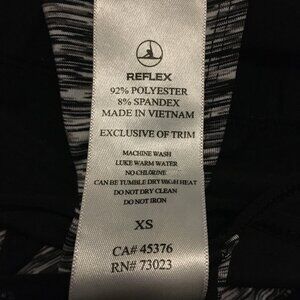 REFLEX
92% POLYESTER
8% SPANDEX
MADE IN VIETNAM
EXCLUSIVE OF TRIM
MACHINE WASH
LUKE WARM WATER
NO CHLORINE
CAN BE TUMBLE DRY HIGH HEAT
DO NOT DRY CLEAN
DO NOT IRON
XS
CA# 45376
RN# 73023